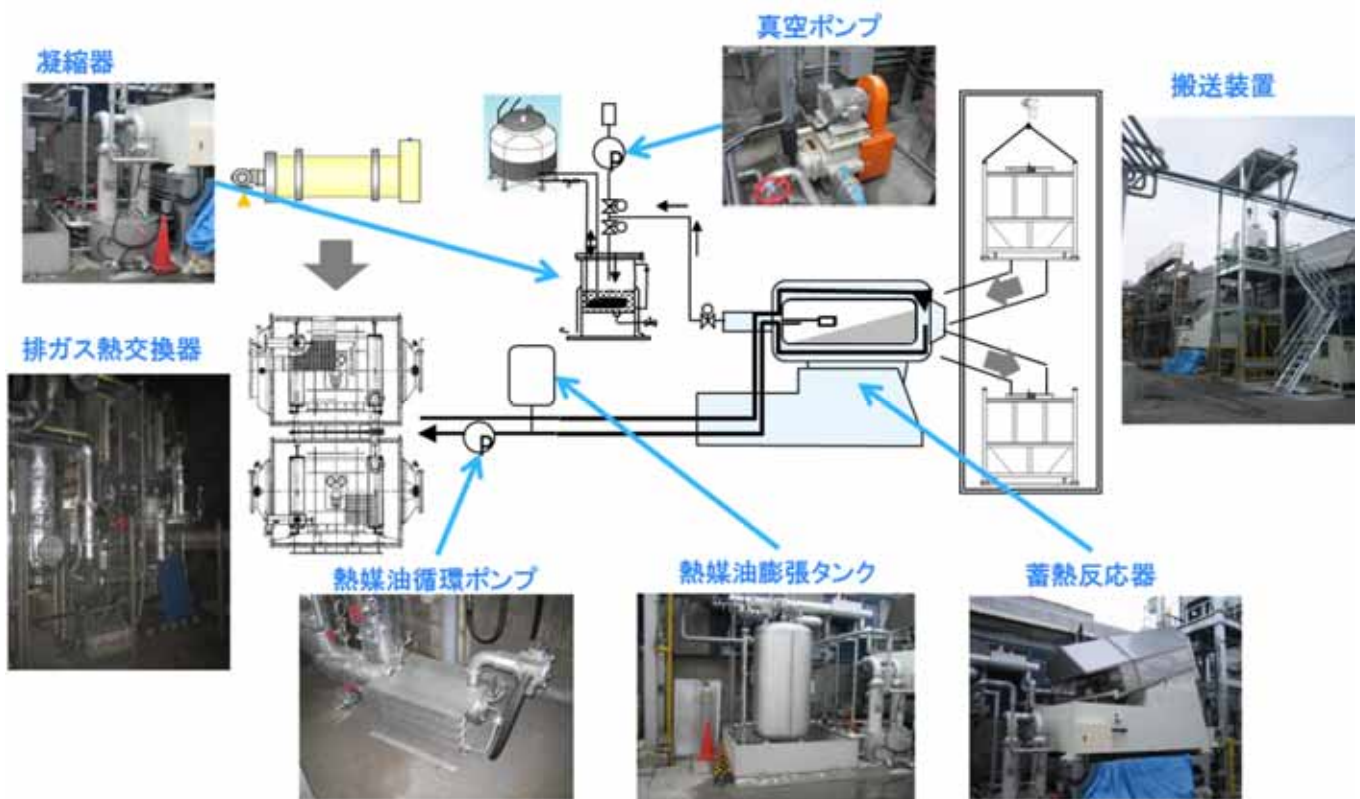 真空ポンプ
凝縮器
搬送装置
P
排ガス熱交換器
P
熱媒油循環ポンプ
熱媒油膨張タンク
蓄熱反応器